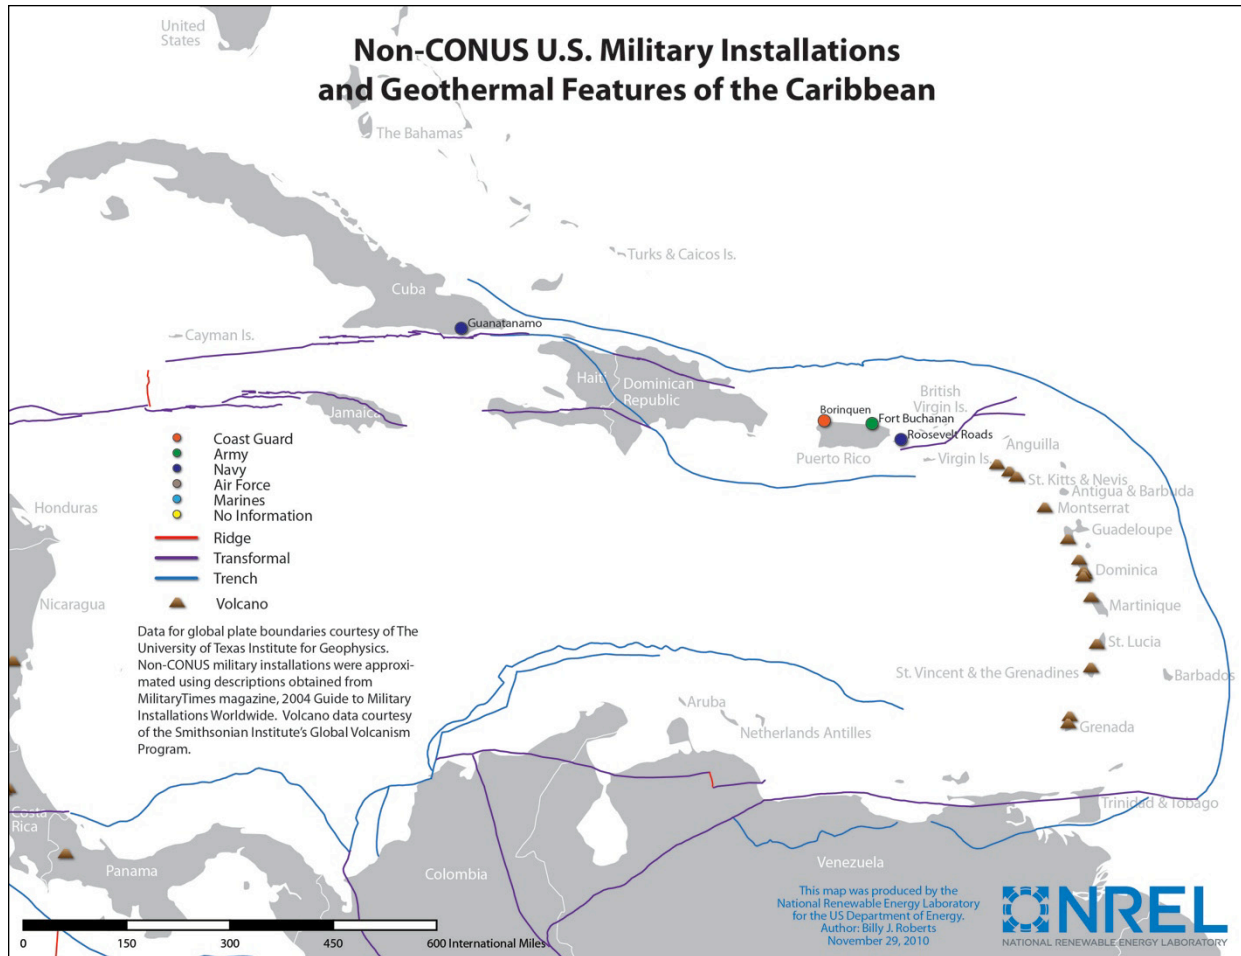 Non-CONUS U.S. Military Installations
and Geothermal Features of the Caribbean
United
States
The Bahamas
Turks & Caicos Is.
Cuba
Guanatanamo
Cayman Is.
Haiti
Dominican
Republic
Jamaica
British
Virgin Is.
Borinquen
Fort Buchanan
Roosevelt Roads
Puerto Rico
Virgin Is.
Anguilla
St. Kitts & Nevis
Antigua & Barbuda
Montserrat
Guadeloupe
Dominica
Martinique
St. Lucia
St. Vincent & the Grenadines
Barbados
Grenada
Aruba
Netherlands Antilles
Trinidad & Tobago
Honduras
Nicaragua
Costa
Rica
Panama
Colombia
Venezuela
Coast Guard
Army
Navy
Air Force
Marines
No Information
Ridge
Transformal
Trench
Volcano
Data for global plate boundaries courtesy of The
University of Texas Institute for Geophysics.
Non-CONUS military installations were approxi-
mated using descriptions obtained from
MilitaryTimes magazine, 2004 Guide to Military
Installations Worldwide. Volcano data courtesy
of the Smithsonian Institute's Global Volcanism
Program.
0 150 300 450 600 International Miles
This map was produced by the
National Renewable Energy Laboratory
for the US Department of Energy.
Author: Billy J. Roberts
November 29, 2010
NREL
NATIONAL RENEWABLE ENERGY LABORATORY